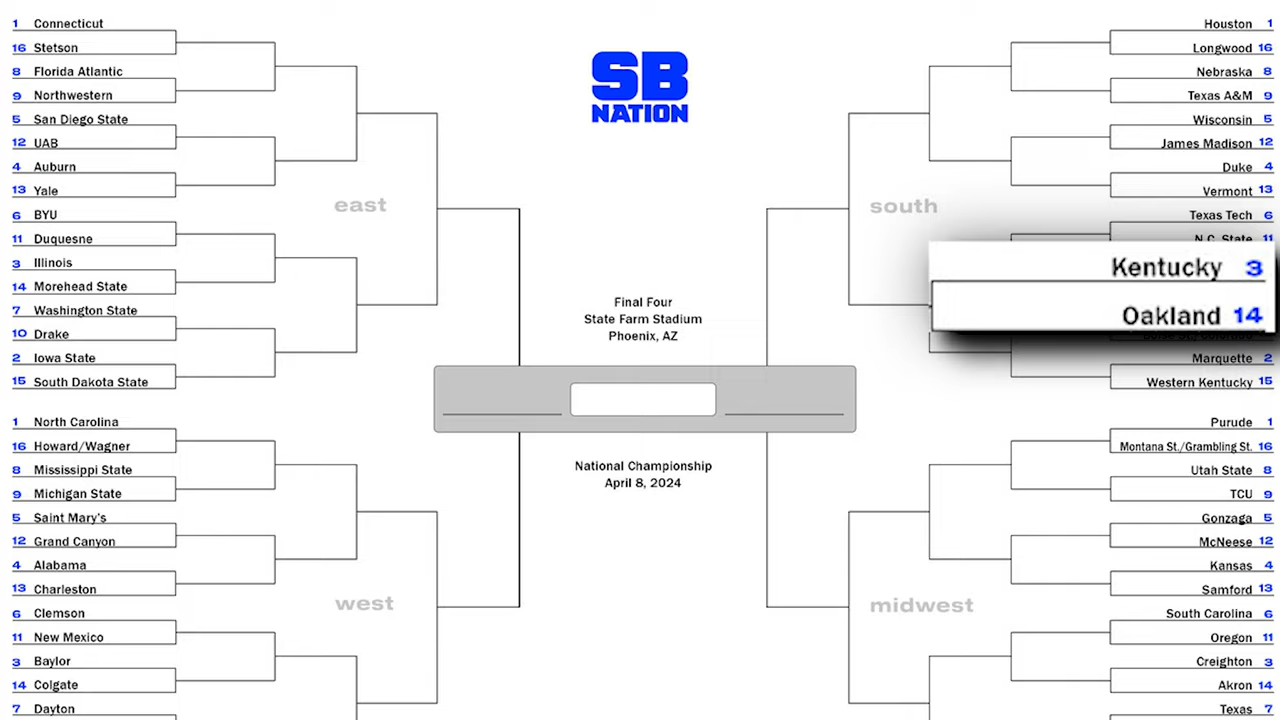 1 Connecticut
16 Stetson
8 Florida Atlantic
9 Northwestern
5 San Diego State
12 UAB
4 Auburn
13 Yale
6 BYU
11 Duquesne
3 Illinois
14 Morehead State
7 Washington State
10 Drake
2 Iowa State
15 South Dakota State
east
1 North Carolina
16 Howard/Wagner
8 Mississippi State
9 Michigan State
5 Saint Mary's
12 Grand Canyon
4 Alabama
13 Charleston
6 Clemson
11 New Mexico
3 Baylor
14 Colgate
7 Dayton
west
SB
NATION
Final Four
State Farm Stadium
Phoenix, AZ
National Championship
April 8, 2024
Houston 1
Longwood 16
Nebraska 8
Texas A&M 9
Wisconsin 5
James Madison 12
Duke 4
Vermont 13
Texas Tech 6
N.C. State 11
Kentucky 3
Oakland 14
Marquette 2
Western Kentucky 15
south
Purude 1
Montana St./Grambling St. 16
Utah State 8
TCU 9
Gonzaga 5
McNeese 12
Kansas 4
Samford 13
South Carolina 6
Oregon 11
Creighton 3
Akron 14
Texas 7
midwest